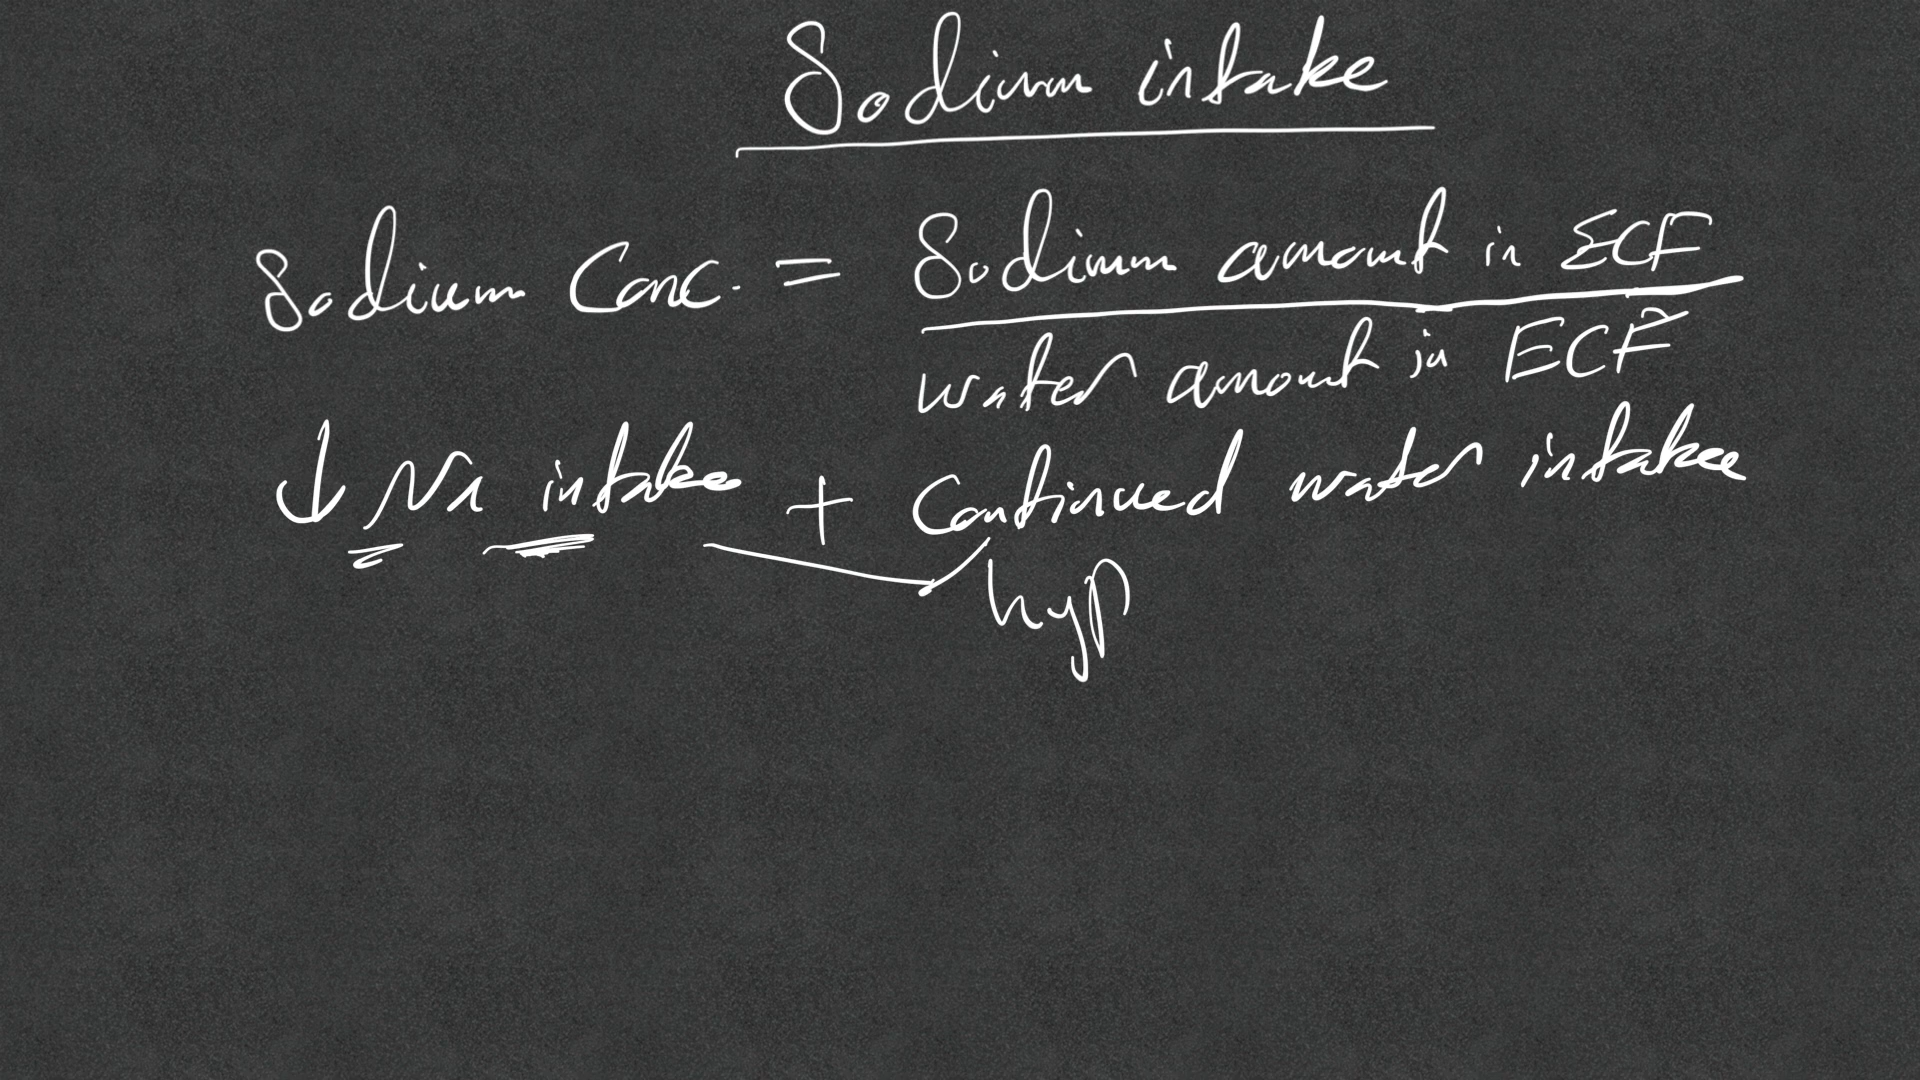 Sodium intake
Sodium Conc. = Sodium amount in ECF
water amount in ECF
↓ Na intake + Continued water intake
hyp